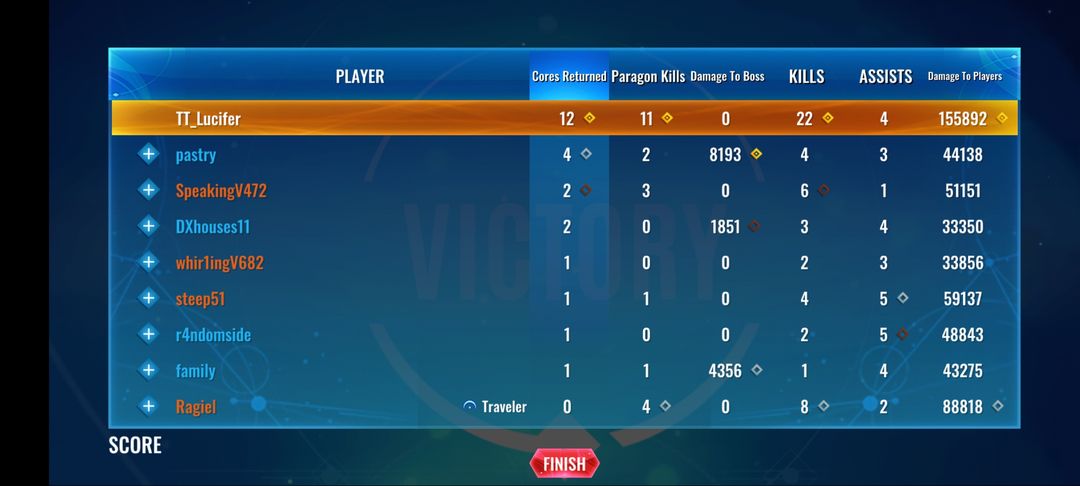 PLAYER Cores Returned Paragon Kills Damage To Boss KILLS ASSISTS Damage To Players
TT_Lucifer 12 11 0 22 4 155892
pastry 4 2 8193 4 3 44138
SpeakingV472 2 3 0 6 1 51151
DXhouses11 2 0 1851 3 4 33350
whir1ingV682 1 0 0 2 3 33856
steep51 1 1 0 4 5 59137
r4ndomside 1 0 0 2 5 48843
family 1 1 4356 1 4 43275
Ragiel Traveler 0 4 0 8 2 88818
VICTORY
SCORE
FINISH